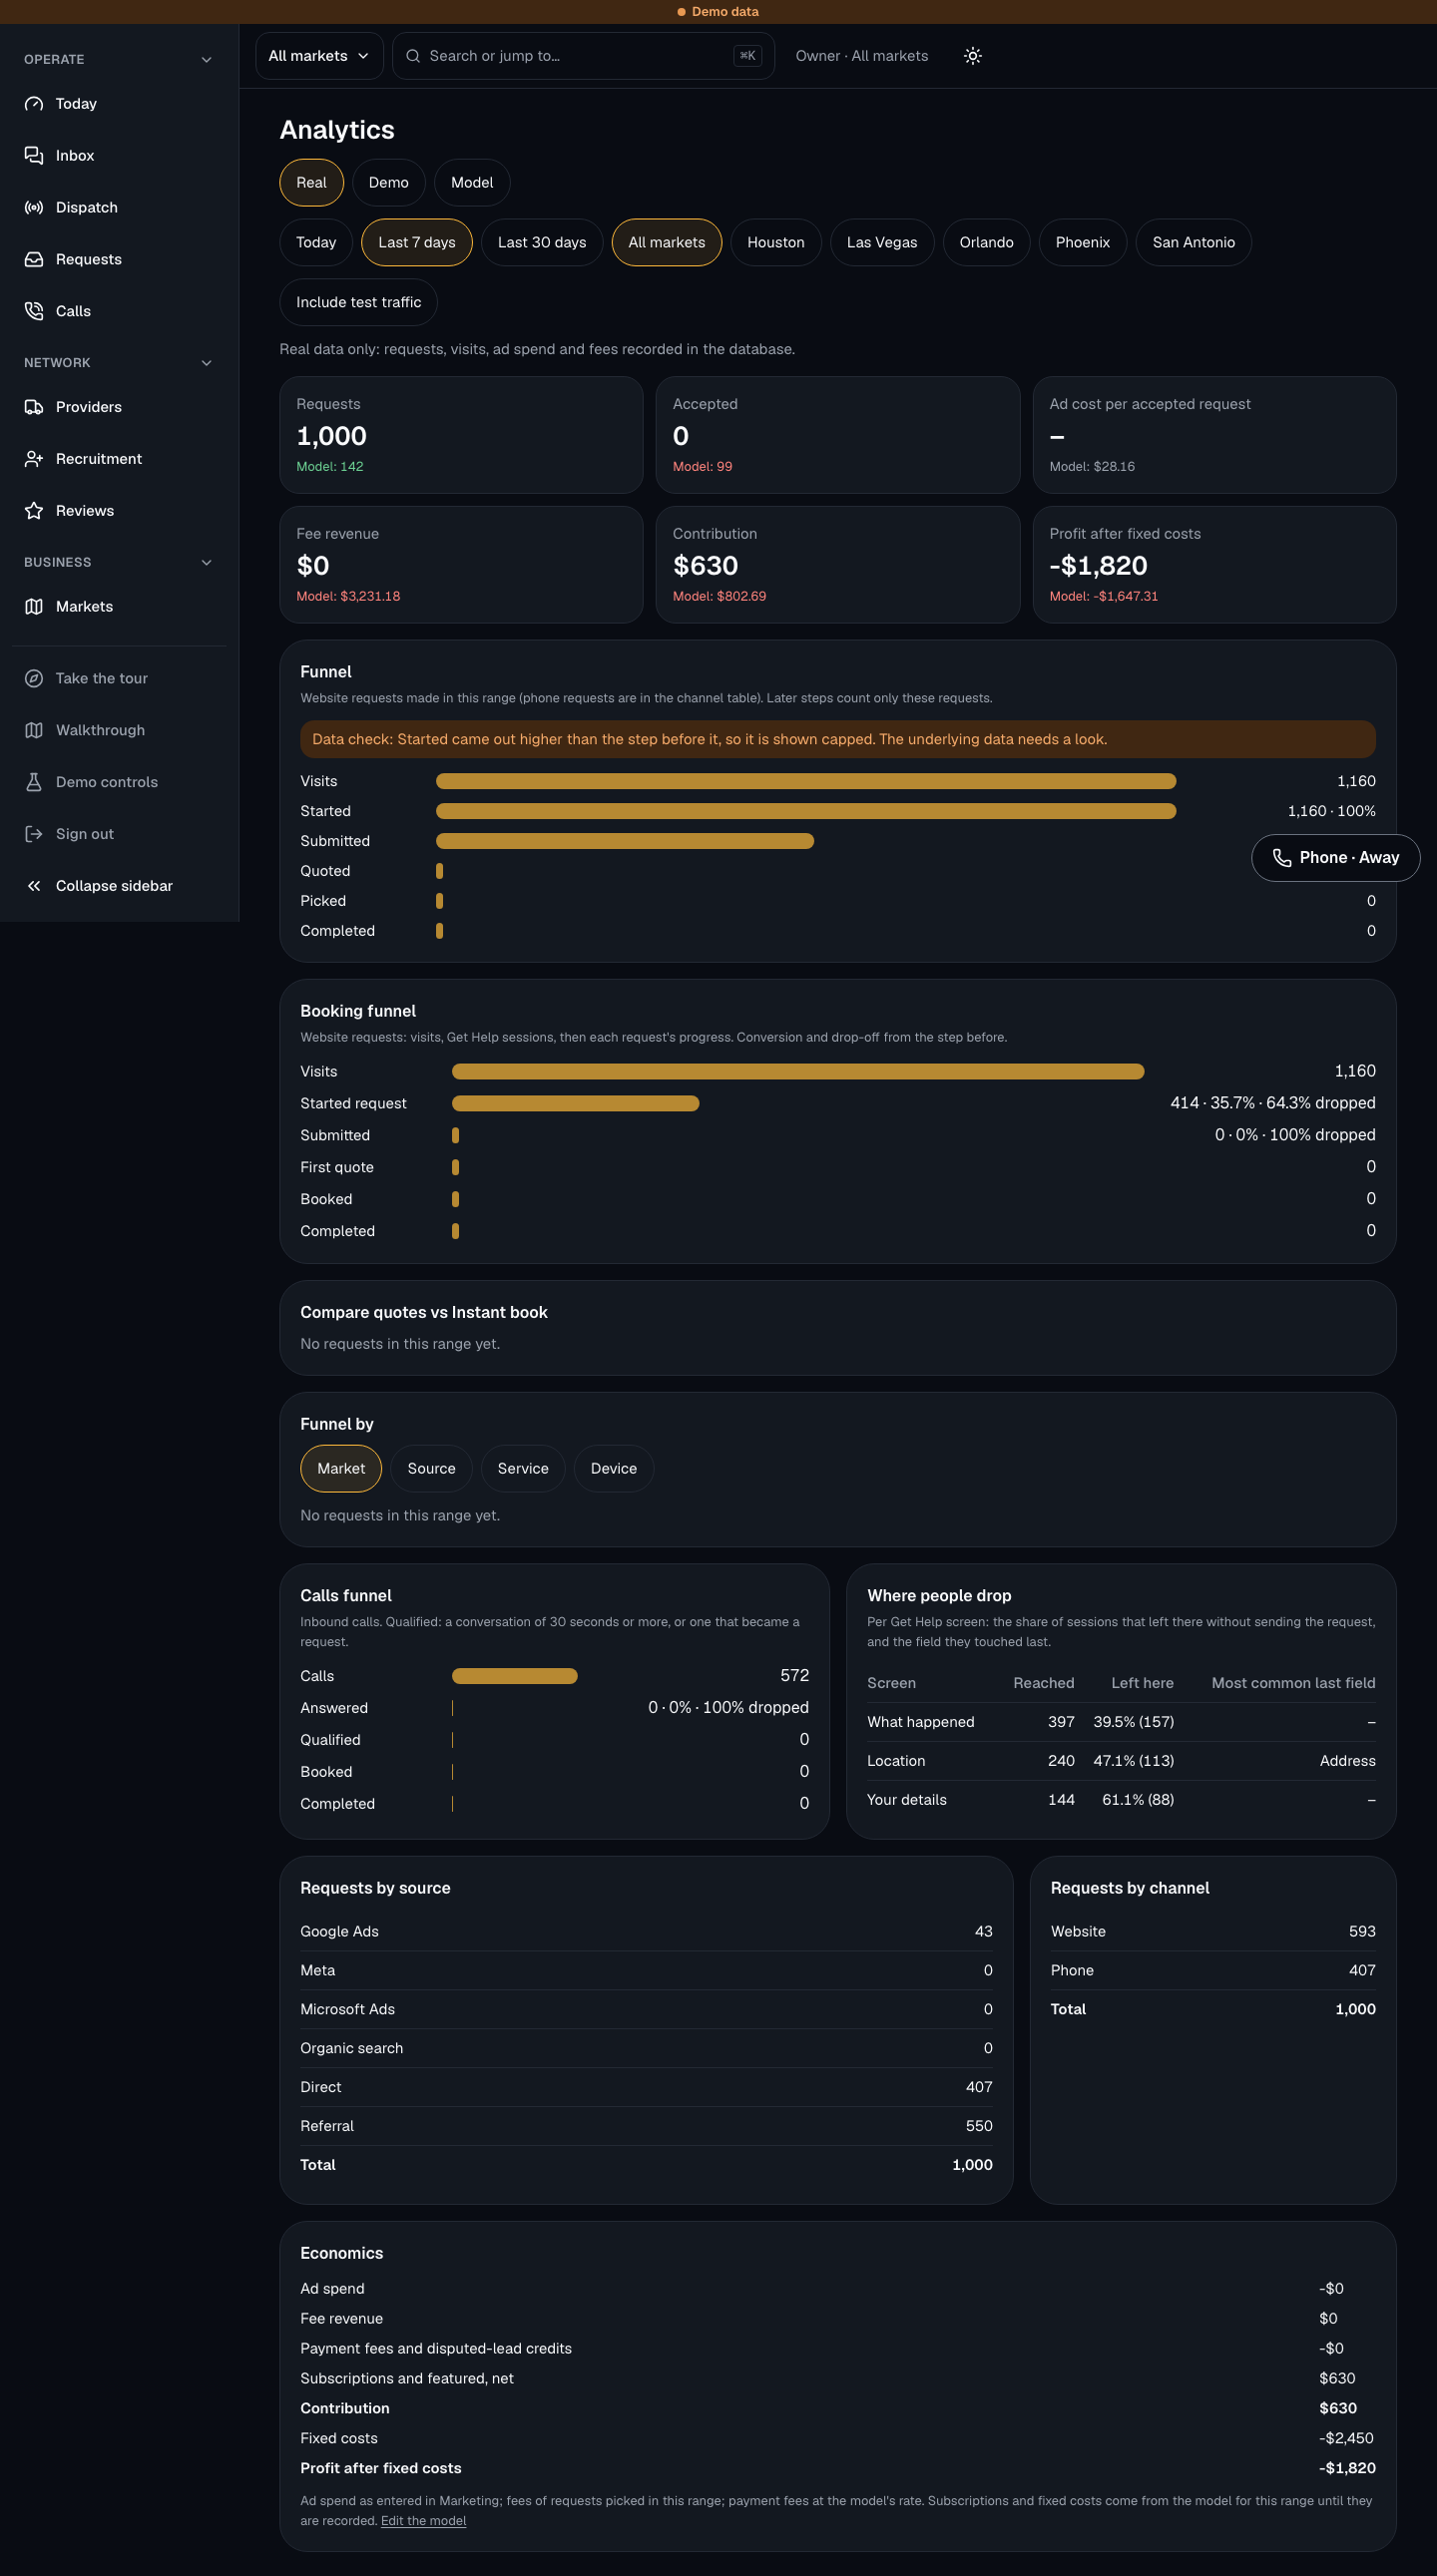 Demo data
OPERATE
Today
Inbox
Dispatch
Requests
Calls
NETWORK
Providers
Recruitment
Reviews
BUSINESS
Markets
Take the tour
Walkthrough
Demo controls
Sign out
Collapse sidebar
All markets
Search or jump to...
⌘K
Owner · All markets
Analytics
Real Demo Model
Today Last 7 days Last 30 days All markets Houston Las Vegas Orlando Phoenix San Antonio
Include test traffic
Real data only: requests, visits, ad spend and fees recorded in the database.
Requests
1,000
Model: 142
Accepted
0
Model: 99
Ad cost per accepted request
–
Model: $28.16
Fee revenue
$0
Model: $3,231.18
Contribution
$630
Model: $802.69
Profit after fixed costs
-$1,820
Model: -$1,647.31
Funnel
Website requests made in this range (phone requests are in the channel table). Later steps count only these requests.
Data check: Started came out higher than the step before it, so it is shown capped. The underlying data needs a look.
Visits 1,160
Started 1,160 · 100%
Submitted
Quoted
Picked 0
Completed 0
Phone · Away
Booking funnel
Website requests: visits, Get Help sessions, then each request's progress. Conversion and drop-off from the step before.
Visits 1,160
Started request 414 · 35.7% · 64.3% dropped
Submitted 0 · 0% · 100% dropped
First quote 0
Booked 0
Completed 0
Compare quotes vs Instant book
No requests in this range yet.
Funnel by
Market Source Service Device
No requests in this range yet.
Calls funnel
Inbound calls. Qualified: a conversation of 30 seconds or more, or one that became a
request.
Calls 572
Answered 0 · 0% · 100% dropped
Qualified 0
Booked 0
Completed 0
Where people drop
Per Get Help screen: the share of sessions that left there without sending the request,
and the field they touched last.
Screen Reached Left here Most common last field
What happened 397 39.5% (157) –
Location 240 47.1% (113) Address
Your details 144 61.1% (88) –
Requests by source
Google Ads 43
Meta 0
Microsoft Ads 0
Organic search 0
Direct 407
Referral 550
Total 1,000
Requests by channel
Website 593
Phone 407
Total 1,000
Economics
Ad spend -$0
Fee revenue $0
Payment fees and disputed-lead credits -$0
Subscriptions and featured, net $630
Contribution $630
Fixed costs -$2,450
Profit after fixed costs -$1,820
Ad spend as entered in Marketing; fees of requests picked in this range; payment fees at the model's rate. Subscriptions and fixed costs come from the model for this range until they
are recorded. Edit the model